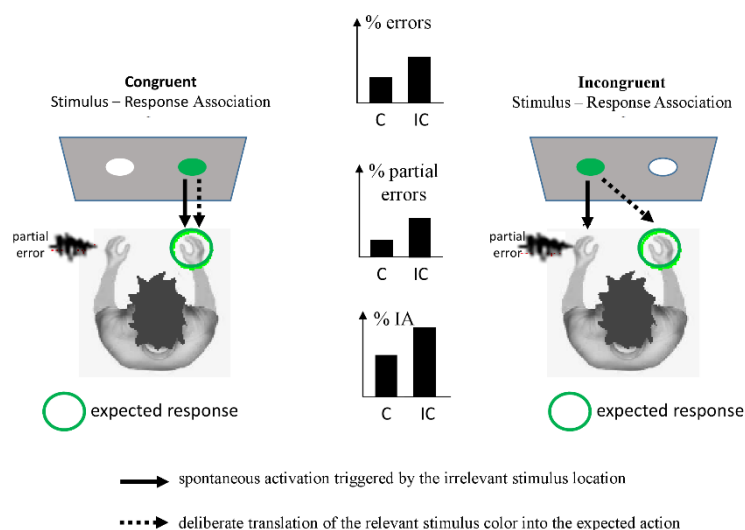 Congruent
Stimulus – Response Association
partial
error
expected response
% errors
C IC
% partial
errors
C IC
% IA
C IC
Incongruent
Stimulus – Response Association
partial
error
expected response
spontaneous activation triggered by the irrelevant stimulus location
deliberate translation of the relevant stimulus color into the expected action